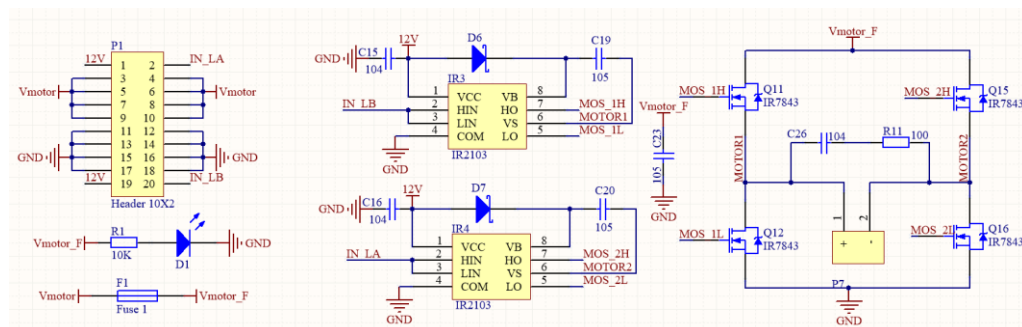 P1
12V 1 2 IN_LA
3 4
Vmotor 5 6 Vmotor
7 8
9 10
11 12
13 14
GND 15 16 GND
17 18
12V 19 20 IN_LB
Header 10X2
Vmotor_F R1 10K D1 GND
F1
Vmotor Vmotor_F
Fuse 1
GND C15 104 12V D6 C19 105
IR3
1 VCC VB 8
IN_LB 2 HIN HO 7 MOS_1H
3 LIN VS 6 MOTOR1
4 COM LO 5 MOS_1L
GND IR2103
GND C16 104 12V D7 C20 105
IR4
1 VCC VB 8
IN_LA 2 HIN HO 7 MOS_2H
3 LIN VS 6 MOTOR2
4 COM LO 5 MOS_2L
GND IR2103
Vmotor_F
C23
105
GND
Vmotor_F
MOS_1H Q11 IR7843
MOS_2H Q15 IR7843
MOTOR1 C26 104 R11 100 MOTOR2
1 2
+ -
MOS_1L Q12 IR7843
Q16 IR7843
P7
GND